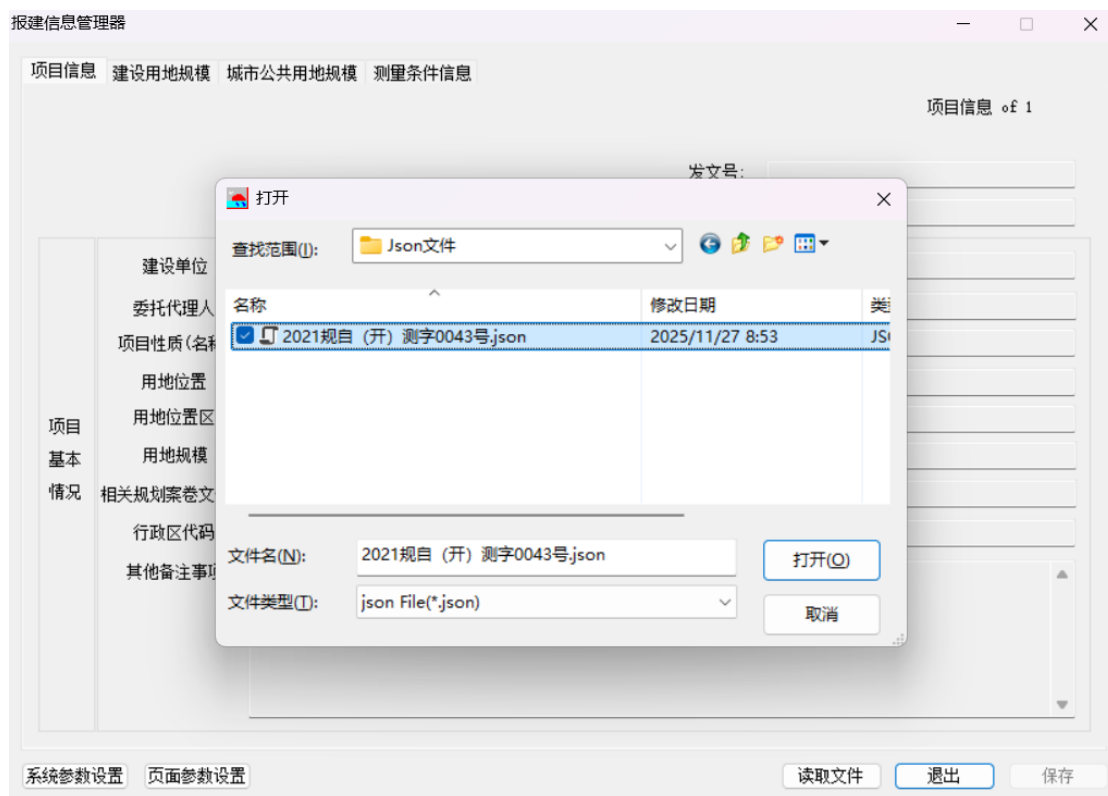 报建信息管理器
项目信息 建设用地规模 城市公共用地规模 测量条件信息
项目信息 of 1
发文号:
打开
查找范围(I): Json文件
建设单位
委托代理人
项目性质(名称
用地位置
用地位置区
用地规模
相关规划案卷文
行政区代码
其他备注事项
项目
基本
情况
名称 修改日期 类型
2021规自（开）测字0043号.json 2025/11/27 8:53 JSO
文件名(N): 2021规自（开）测字0043号.json 打开(O)
文件类型(T): json File(*.json) 取消
系统参数设置 页面参数设置 读取文件 退出 保存